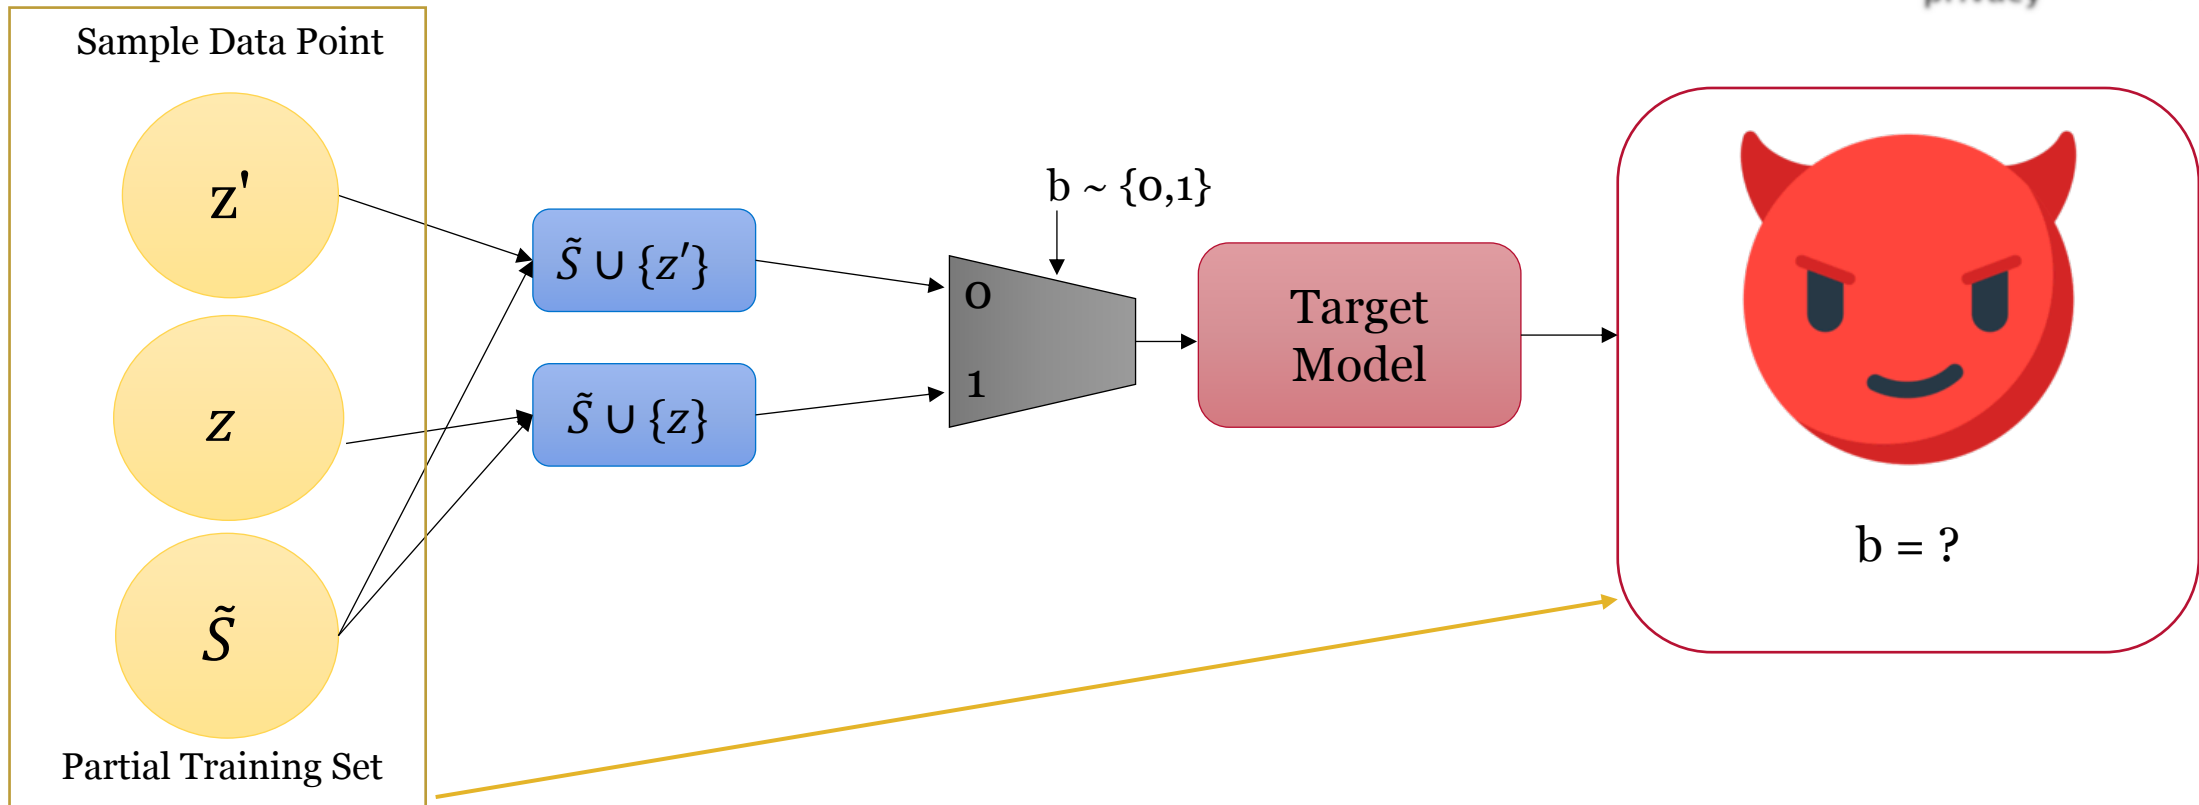 Sample Data Point
z'
z
S̃
Partial Training Set
S̃ ∪ {z′}
S̃ ∪ {z}
b ~ {0,1}
0
1
Target
Model
b = ?